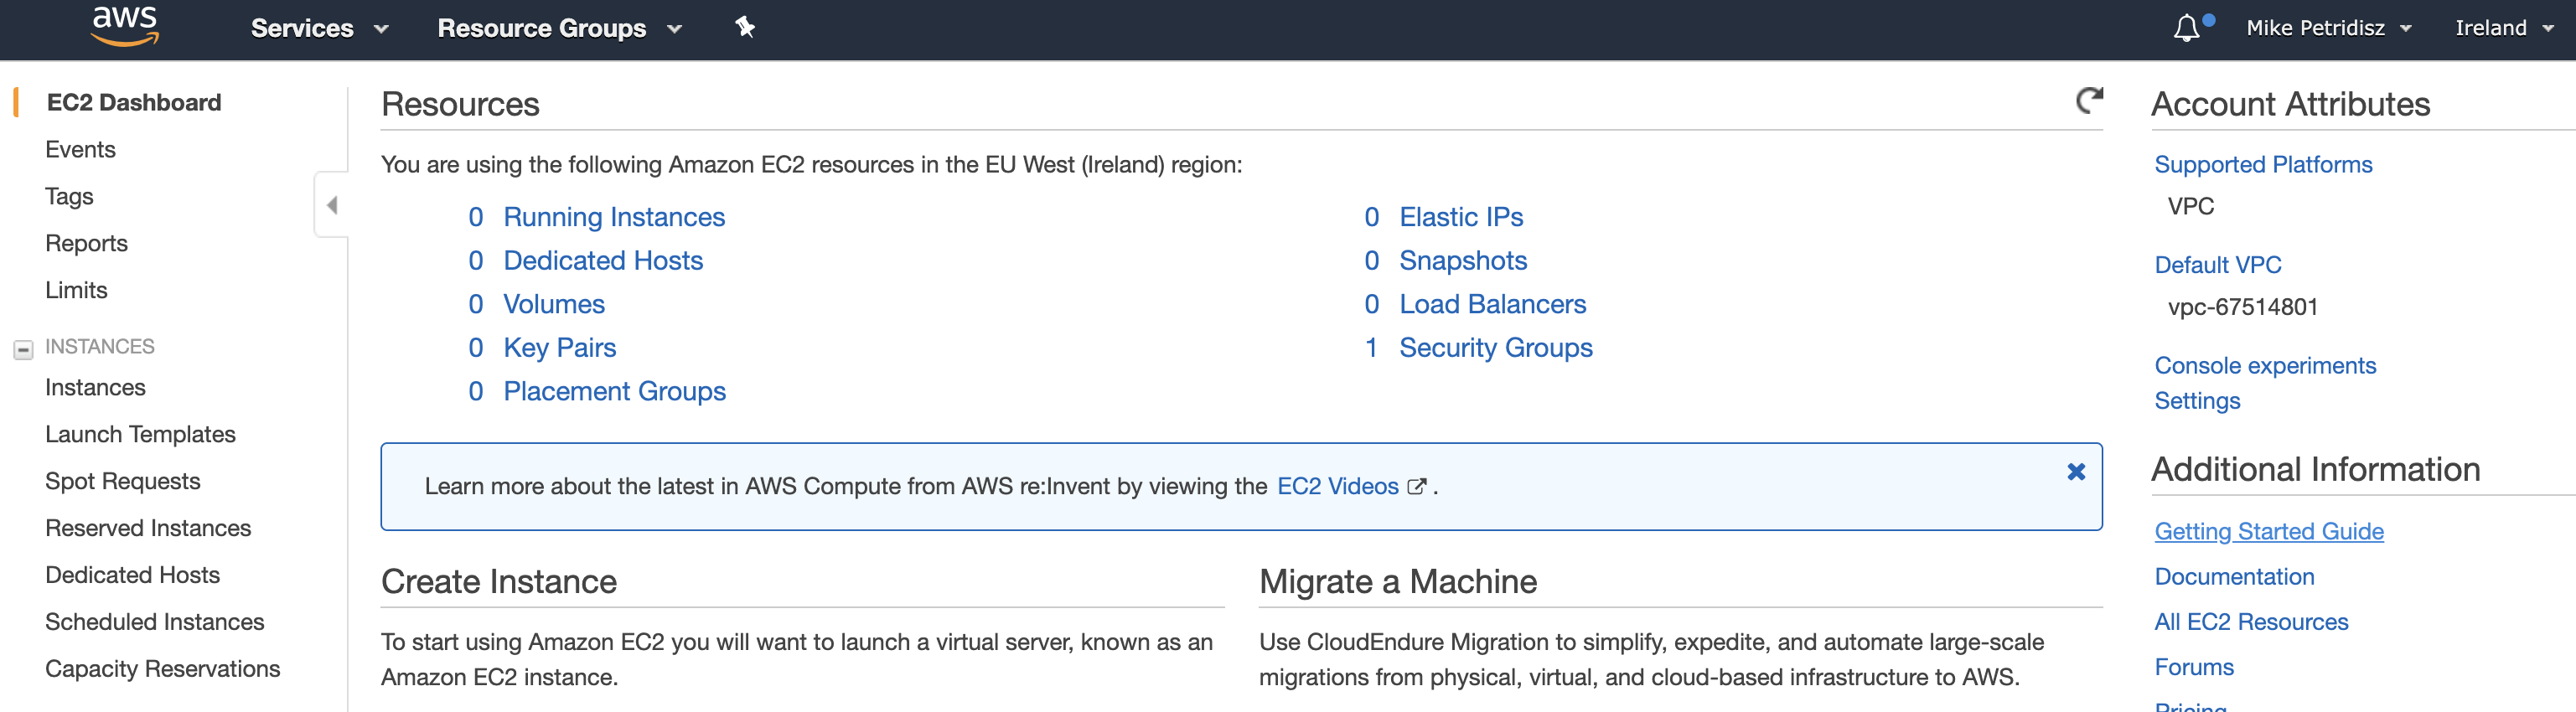 aws
Services
Resource Groups
Mike Petridisz
Ireland
EC2 Dashboard
Events
Tags
Reports
Limits
INSTANCES
Instances
Launch Templates
Spot Requests
Reserved Instances
Dedicated Hosts
Scheduled Instances
Capacity Reservations
Resources
You are using the following Amazon EC2 resources in the EU West (Ireland) region:
0 Running Instances
0 Dedicated Hosts
0 Volumes
0 Key Pairs
0 Placement Groups
0 Elastic IPs
0 Snapshots
0 Load Balancers
1 Security Groups
Learn more about the latest in AWS Compute from AWS re:Invent by viewing the EC2 Videos .
Create Instance
To start using Amazon EC2 you will want to launch a virtual server, known as an
Amazon EC2 instance.
Migrate a Machine
Use CloudEndure Migration to simplify, expedite, and automate large-scale
migrations from physical, virtual, and cloud-based infrastructure to AWS.
Account Attributes
Supported Platforms
VPC
Default VPC
vpc-67514801
Console experiments
Settings
Additional Information
Getting Started Guide
Documentation
All EC2 Resources
Forums
Pricing